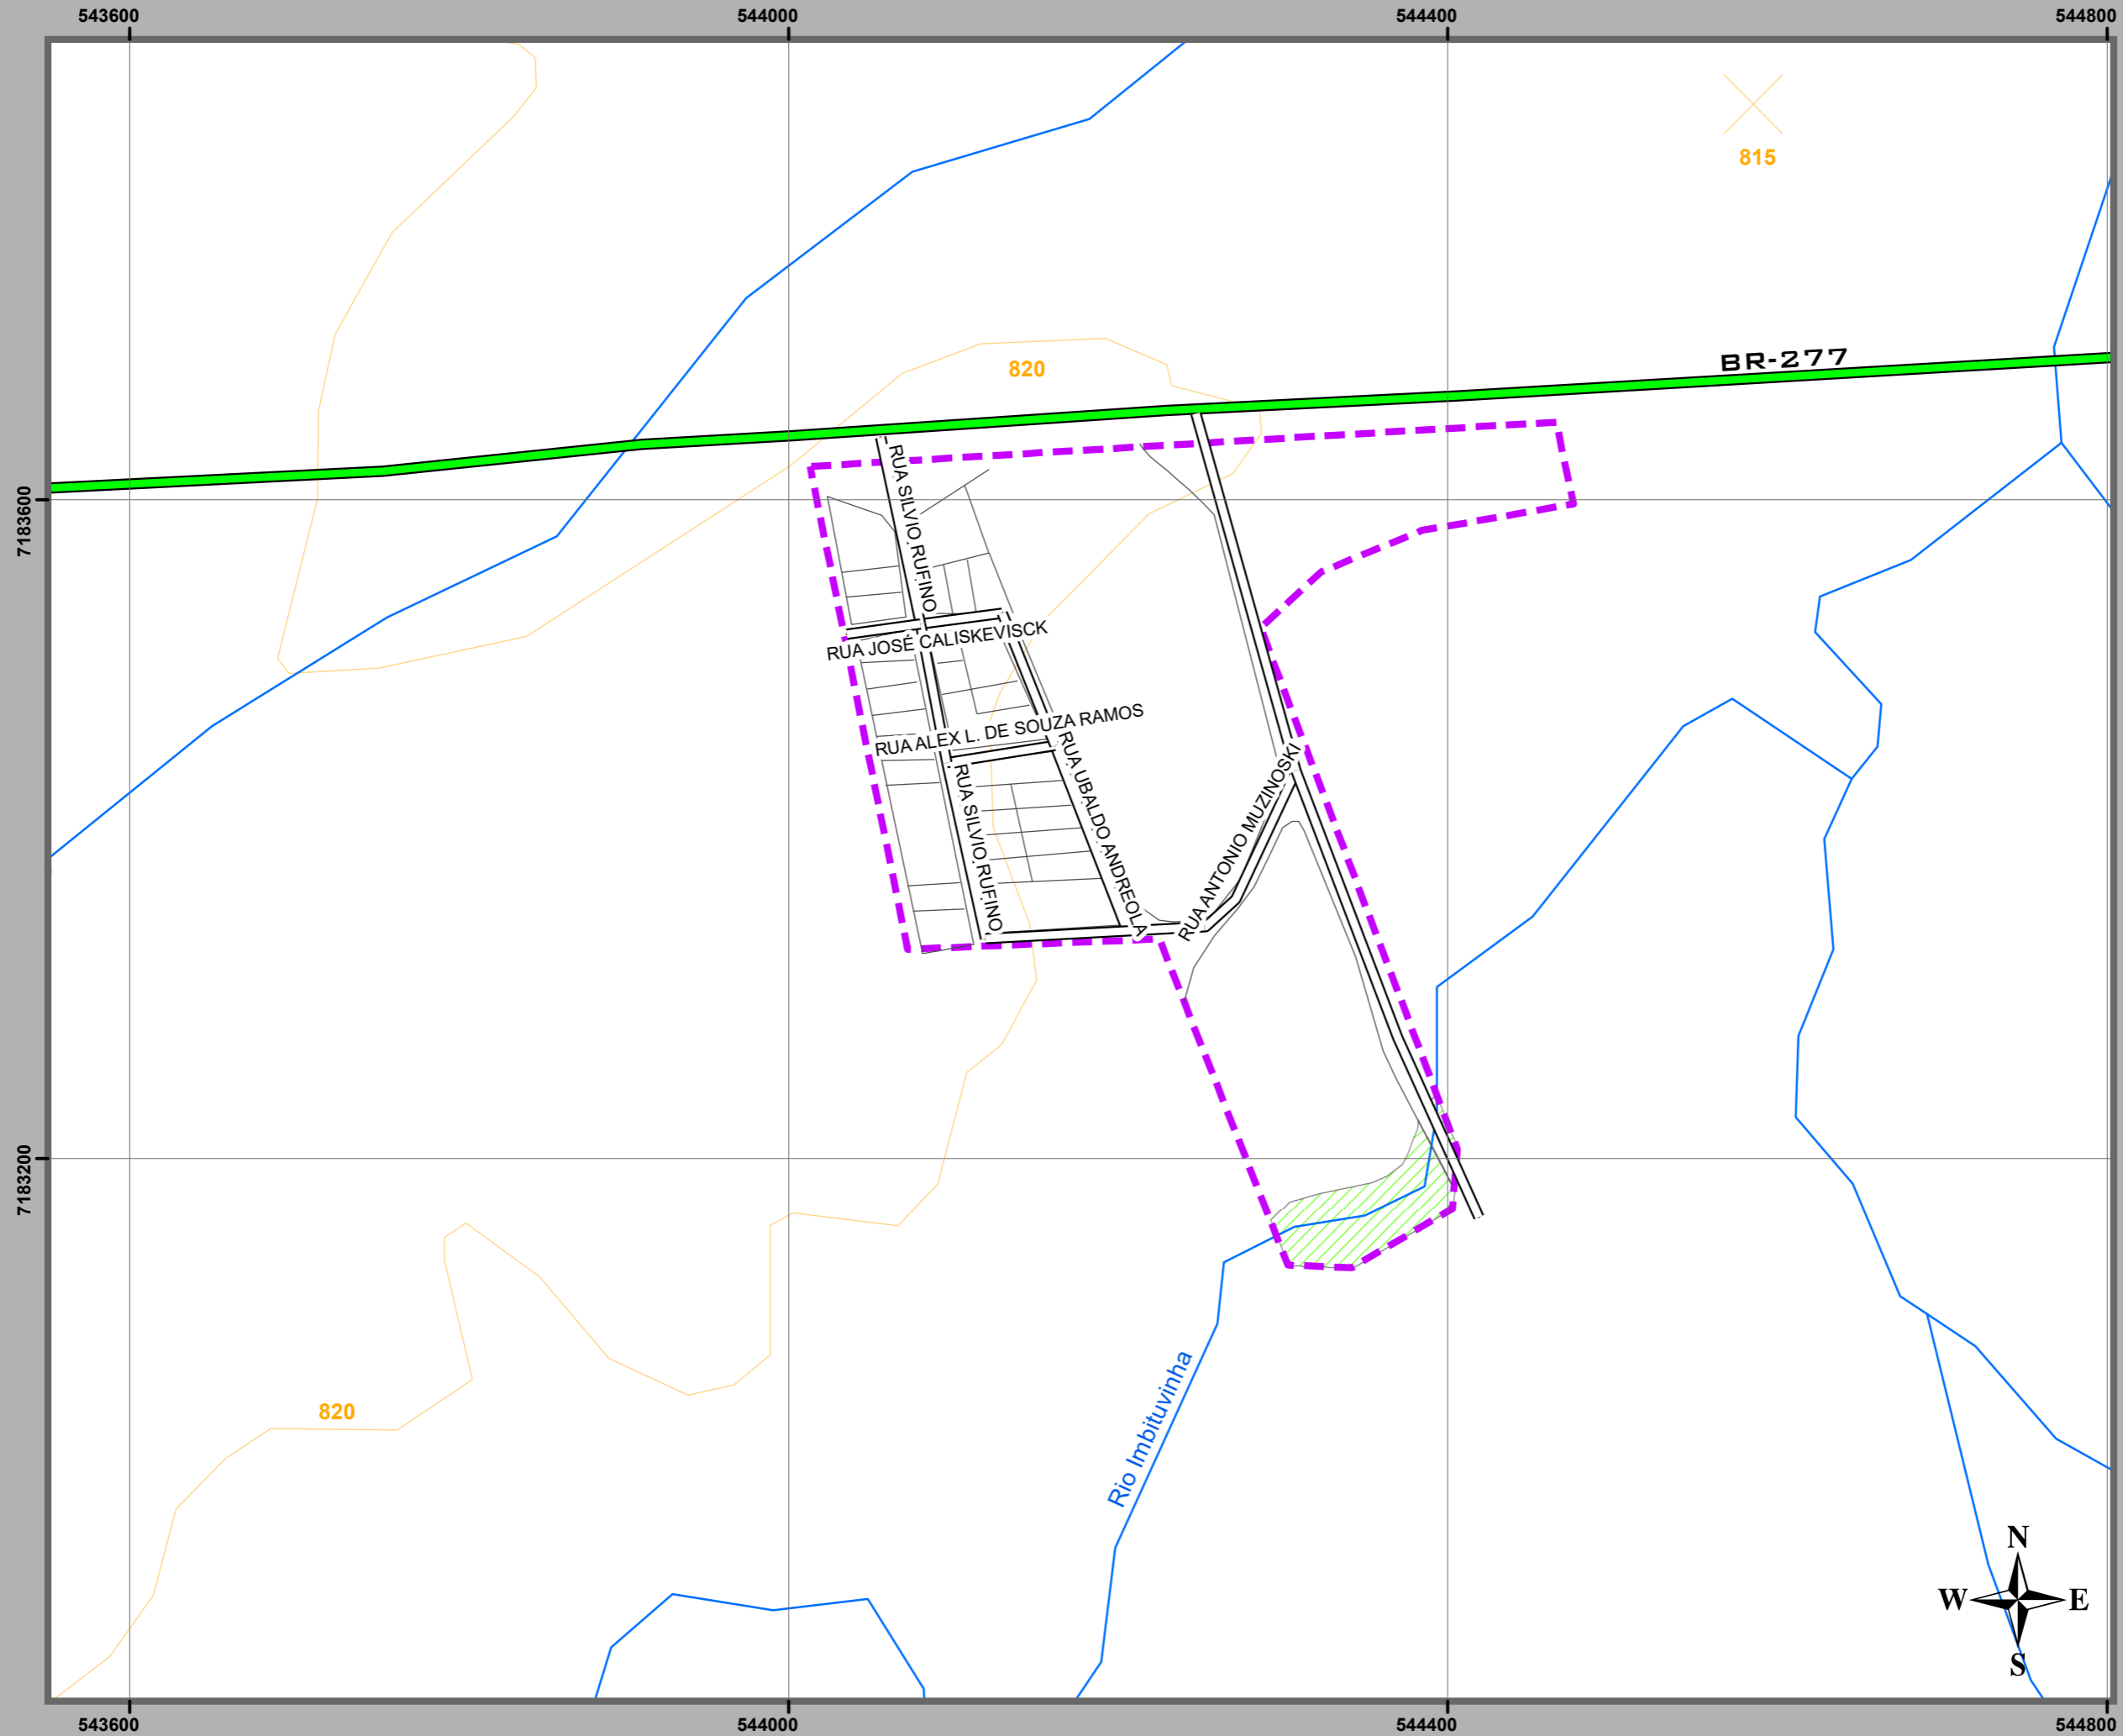 543600
544000
544400
544800
815
BR-277
820
7183600
RUA SILVIO RUFINO
RUA JOSÉ CALISKEVISCK
RUA ALEX L. DE SOUZA RAMOS
RUA UBALDO ANDREOLA
RUA SILVIO RUFINO
RUA ANTONIO MUZINOSKI
7183200
Rio Imbituvinha
820
N
W
E
S
543600
544000
544400
544800